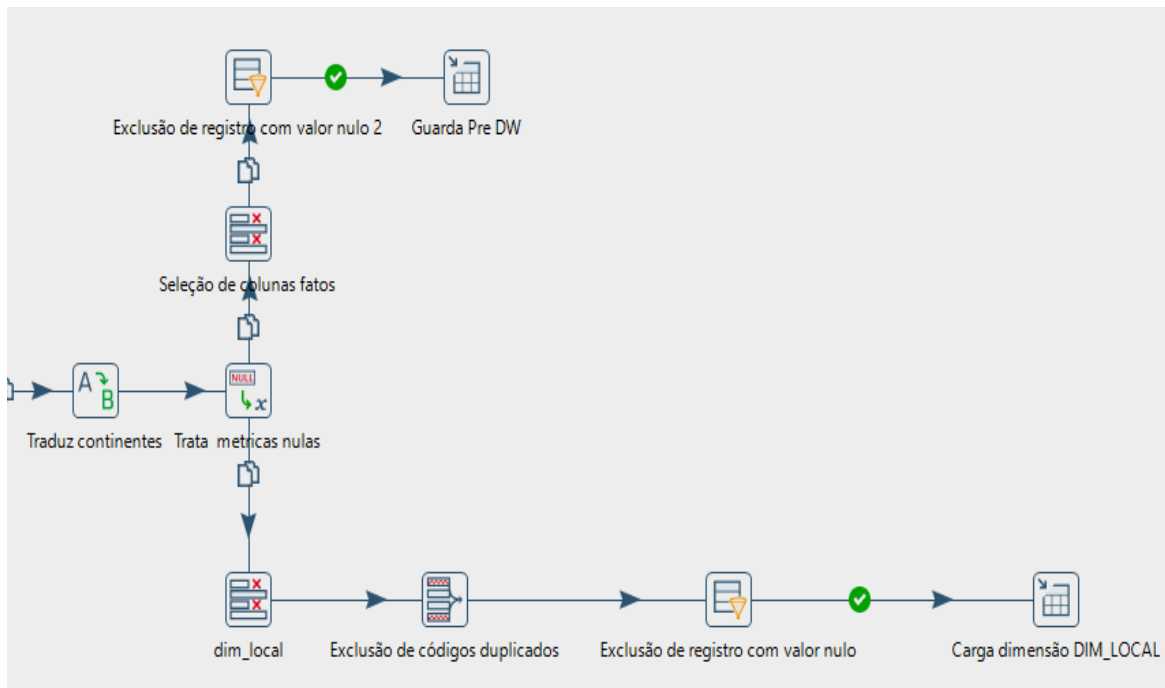 Exclusão de registro com valor nulo 2
Guarda Pre DW
Seleção de colunas fatos
A
B
NULL
x
Traduz continentes
Trata metricas nulas
dim_local
Exclusão de códigos duplicados
Exclusão de registro com valor nulo
Carga dimensão DIM_LOCAL